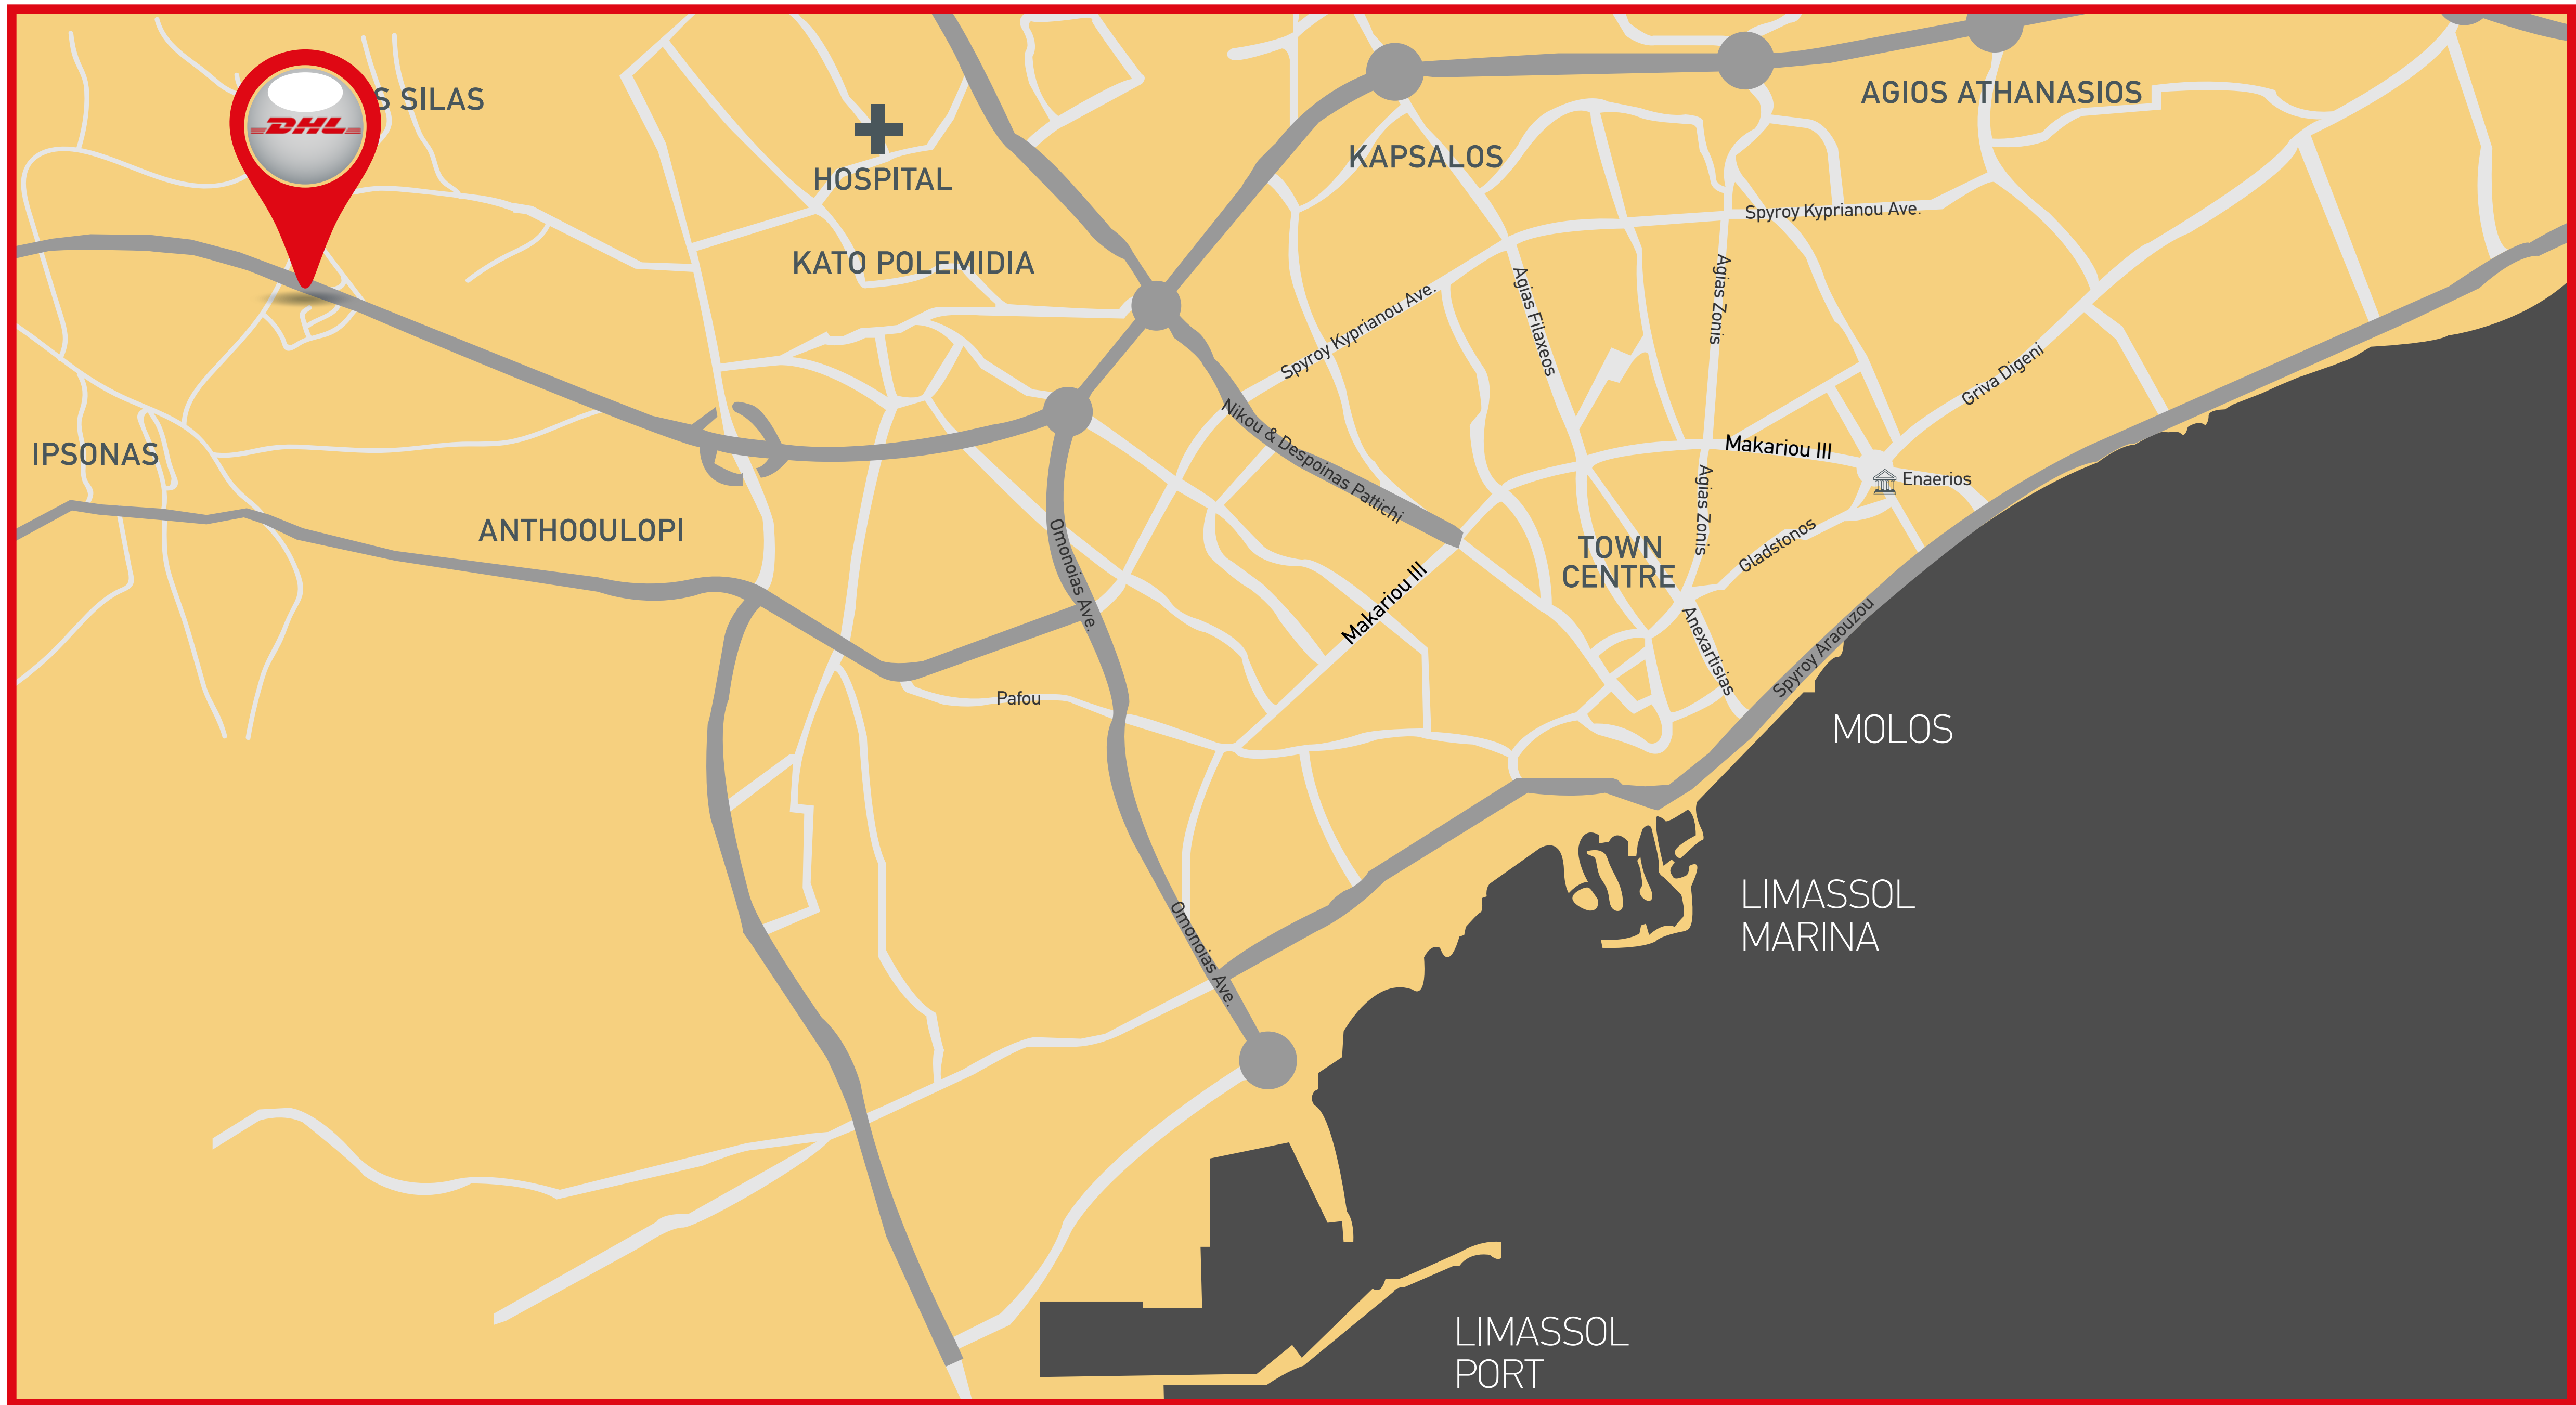 S SILAS
DHL
HOSPITAL
KATO POLEMIDIA
KAPSALOS
AGIOS ATHANASIOS
Spyroy Kyprianou Ave.
Spyroy Kyprianou Ave.
Agias Filaxeos
Agias Zonis
Griva Digeni
Nikou & Despoinas Pattichi
Makariou III
Enaerios
IPSONAS
ANTHOOULOPI
Omonoias Ave.
Agias Zonis
Gladstonos
TOWN
CENTRE
Makariou III
Anexartisias
Spyroy Araouzou
Pafou
MOLOS
LIMASSOL
MARINA
Omonoias Ave.
LIMASSOL
PORT